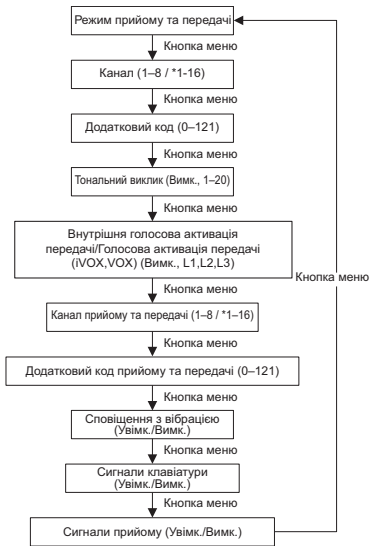 Режим прийому та передачі
Кнопка меню
Канал (1–8 / *1-16)
Кнопка меню
Додатковий код (0–121)
Кнопка меню
Тональний виклик (Вимк., 1–20)
Кнопка меню
Внутрішня голосова активація
передачі/Голосова активація передачі
(iVOX,VOX) (Вимк., L1,L2,L3)
Кнопка меню
Кнопка меню
Канал прийому та передачі (1–8 / *1–16)
Кнопка меню
Додатковий код прийому та передачі (0–121)
Кнопка меню
Сповіщення з вібрацією
(Увімк./Вимк.)
Кнопка меню
Сигнали клавіатури
(Увімк./Вимк.)
Кнопка меню
Сигнали прийому (Увімк./Вимк.)